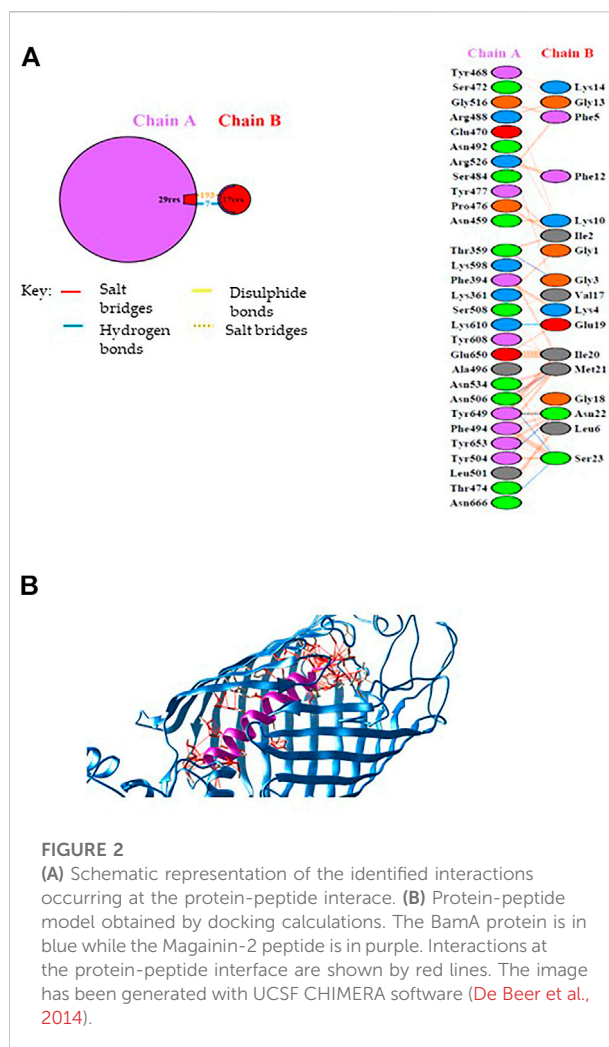 A
Chain A Chain B
29res 193 17res
7
Key: Salt bridges
Disulphide bonds
Hydrogen bonds
Salt bridges
Chain A Chain B
Tyr468
Ser472 Lys14
Gly516 Gly13
Arg488 Phe5
Glu470
Asn492
Arg526
Ser484 Phe12
Tyr477
Pro476
Asn459 Lys10
Ile2
Thr359 Gly1
Lys598
Phe394 Gly3
Lys361 Val17
Ser508 Lys4
Lys610 Glu19
Tyr608
Glu650 Ile20
Ala496 Met21
Asn534
Asn506 Gly18
Tyr649 Asn22
Phe494 Leu6
Tyr653
Tyr504 Ser23
Leu501
Thr474
Asn666
B
FIGURE 2
(A) Schematic representation of the identified interactions
occurring at the protein-peptide interace. (B) Protein-peptide
model obtained by docking calculations. The BamA protein is in
blue while the Magainin-2 peptide is in purple. Interactions at
the protein-peptide interface are shown by red lines. The image
has been generated with UCSF CHIMERA software (De Beer et al.,
2014).